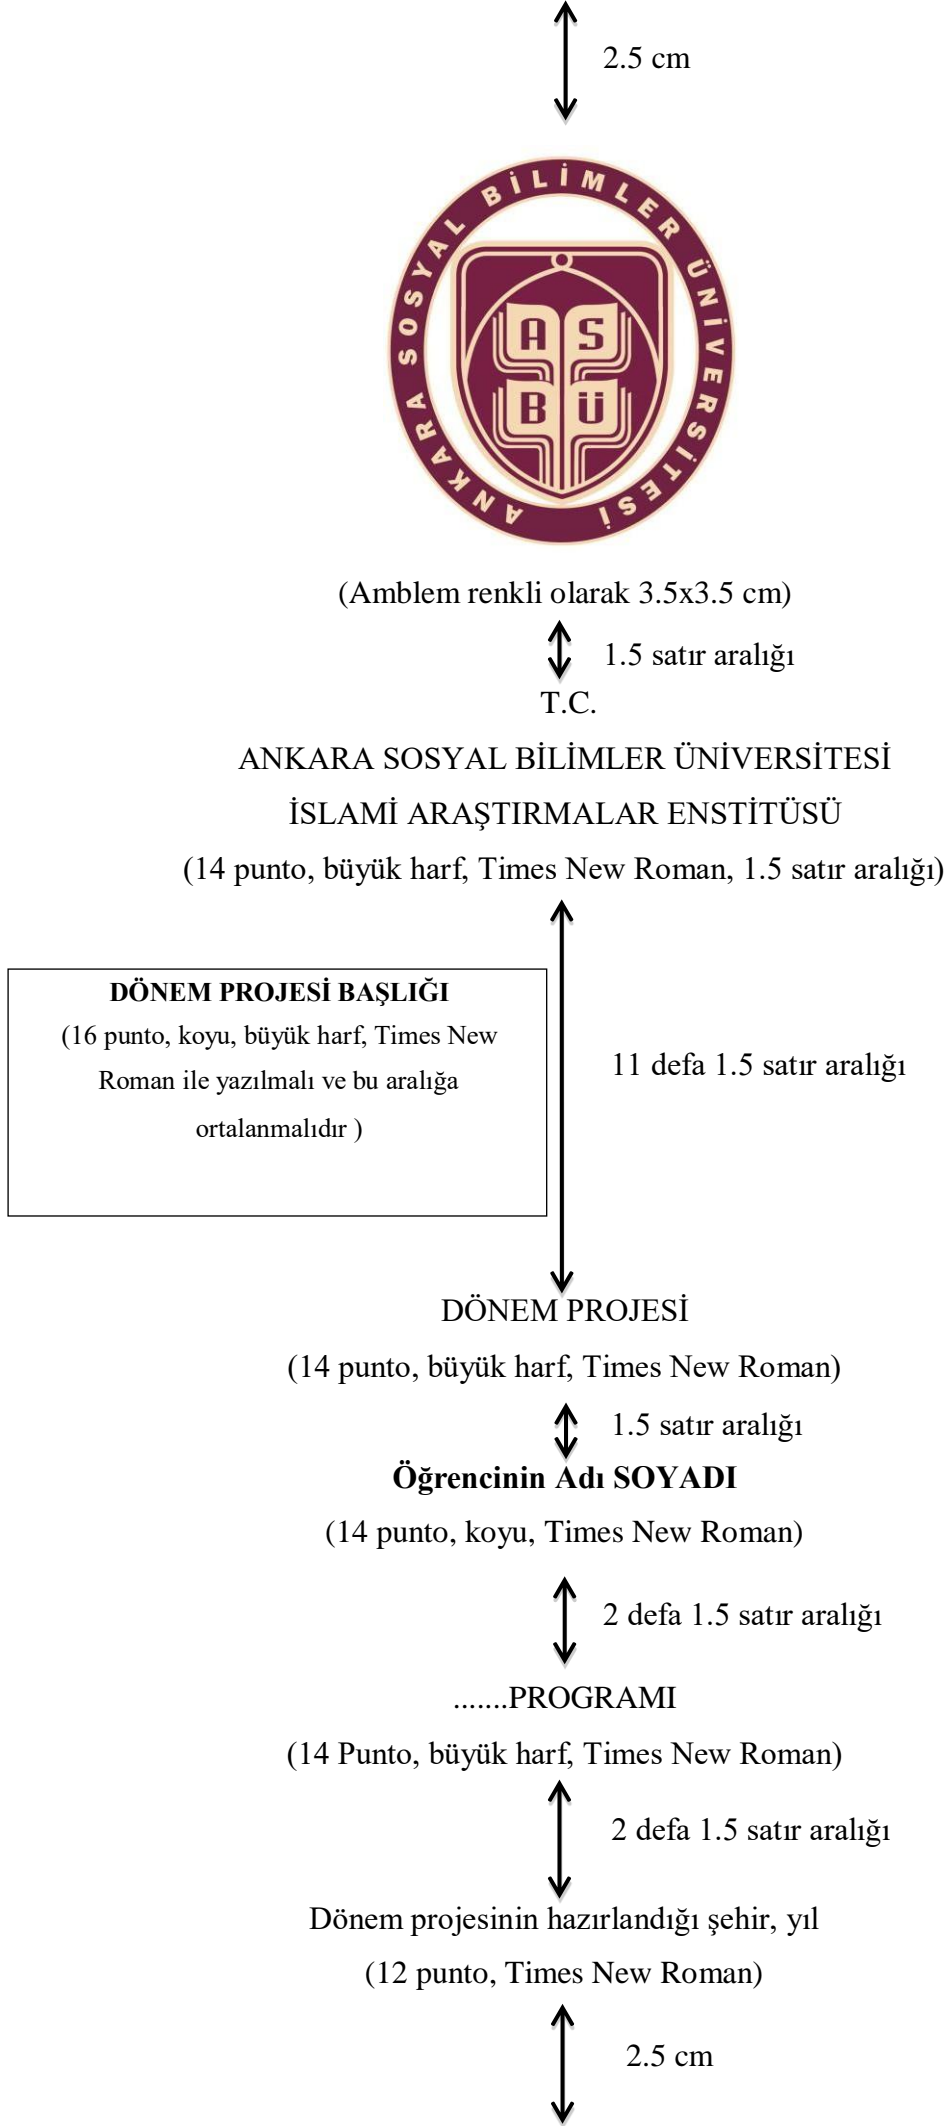 2.5 cm
ANKARA SOSYAL BİLİMLER ÜNİVERSİTESİ
A S
B Ü
(Amblem renkli olarak 3.5x3.5 cm)
1.5 satır aralığı
T.C.
ANKARA SOSYAL BİLİMLER ÜNİVERSİTESİ
İSLAMİ ARAŞTIRMALAR ENSTİTÜSÜ
(14 punto, büyük harf, Times New Roman, 1.5 satır aralığı)
DÖNEM PROJESİ BAŞLIĞI
(16 punto, koyu, büyük harf, Times New
Roman ile yazılmalı ve bu aralığa
ortalanmalıdır )
11 defa 1.5 satır aralığı
DÖNEM PROJESİ
(14 punto, büyük harf, Times New Roman)
1.5 satır aralığı
Öğrencinin Adı SOYADI
(14 punto, koyu, Times New Roman)
2 defa 1.5 satır aralığı
.......PROGRAMI
(14 Punto, büyük harf, Times New Roman)
2 defa 1.5 satır aralığı
Dönem projesinin hazırlandığı şehir, yıl
(12 punto, Times New Roman)
2.5 cm